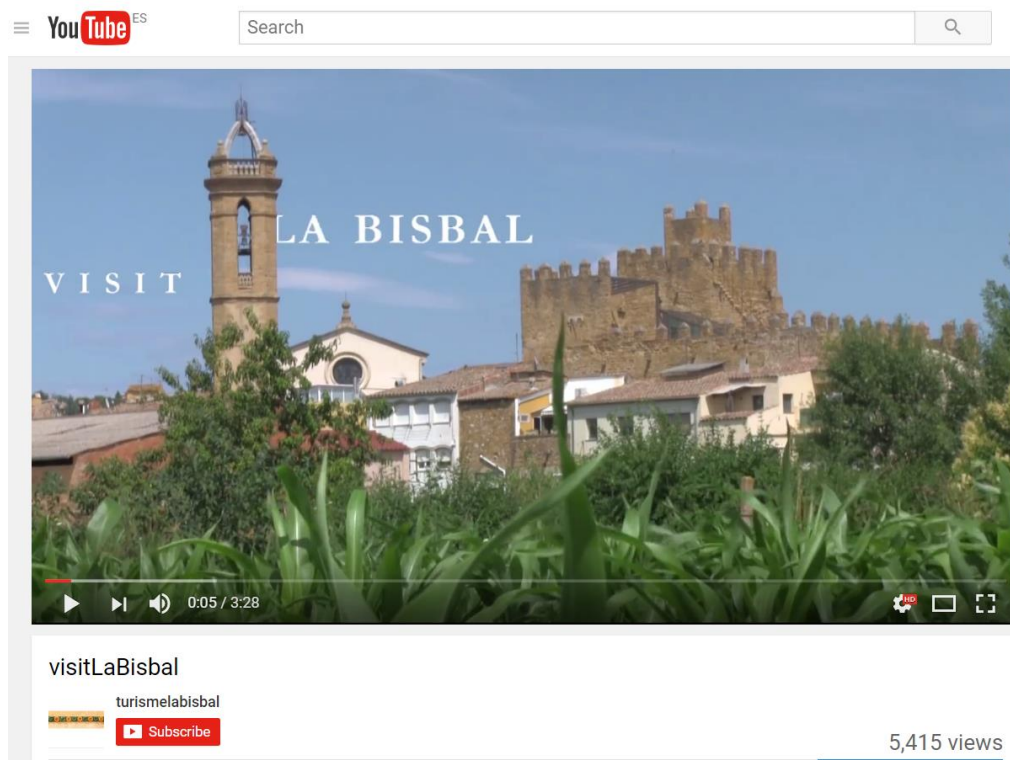 YouTube ES
Search
LA BISBAL
VISIT
0:05 / 3:28
HD
visitLaBisbal
turismelabisbal
Subscribe
5,415 views